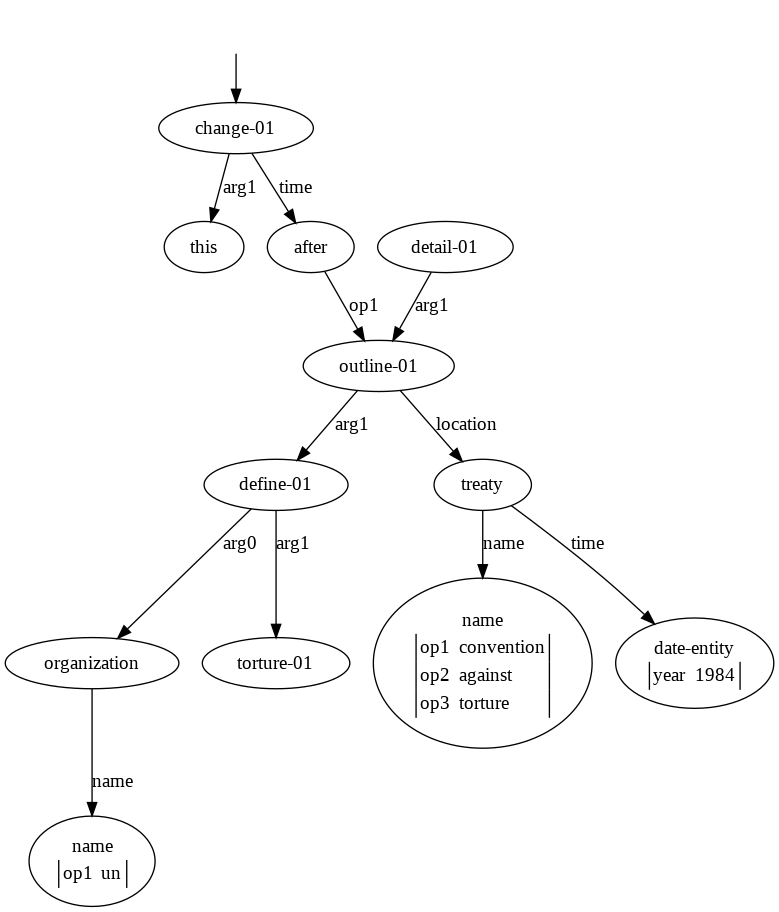 change-01
arg1
time
this
after
detail-01
op1
arg1
outline-01
arg1
location
define-01
treaty
arg0
arg1
name
time
organization
torture-01
name
op1 convention
op2 against
op3 torture
date-entity
year 1984
name
name
op1 un